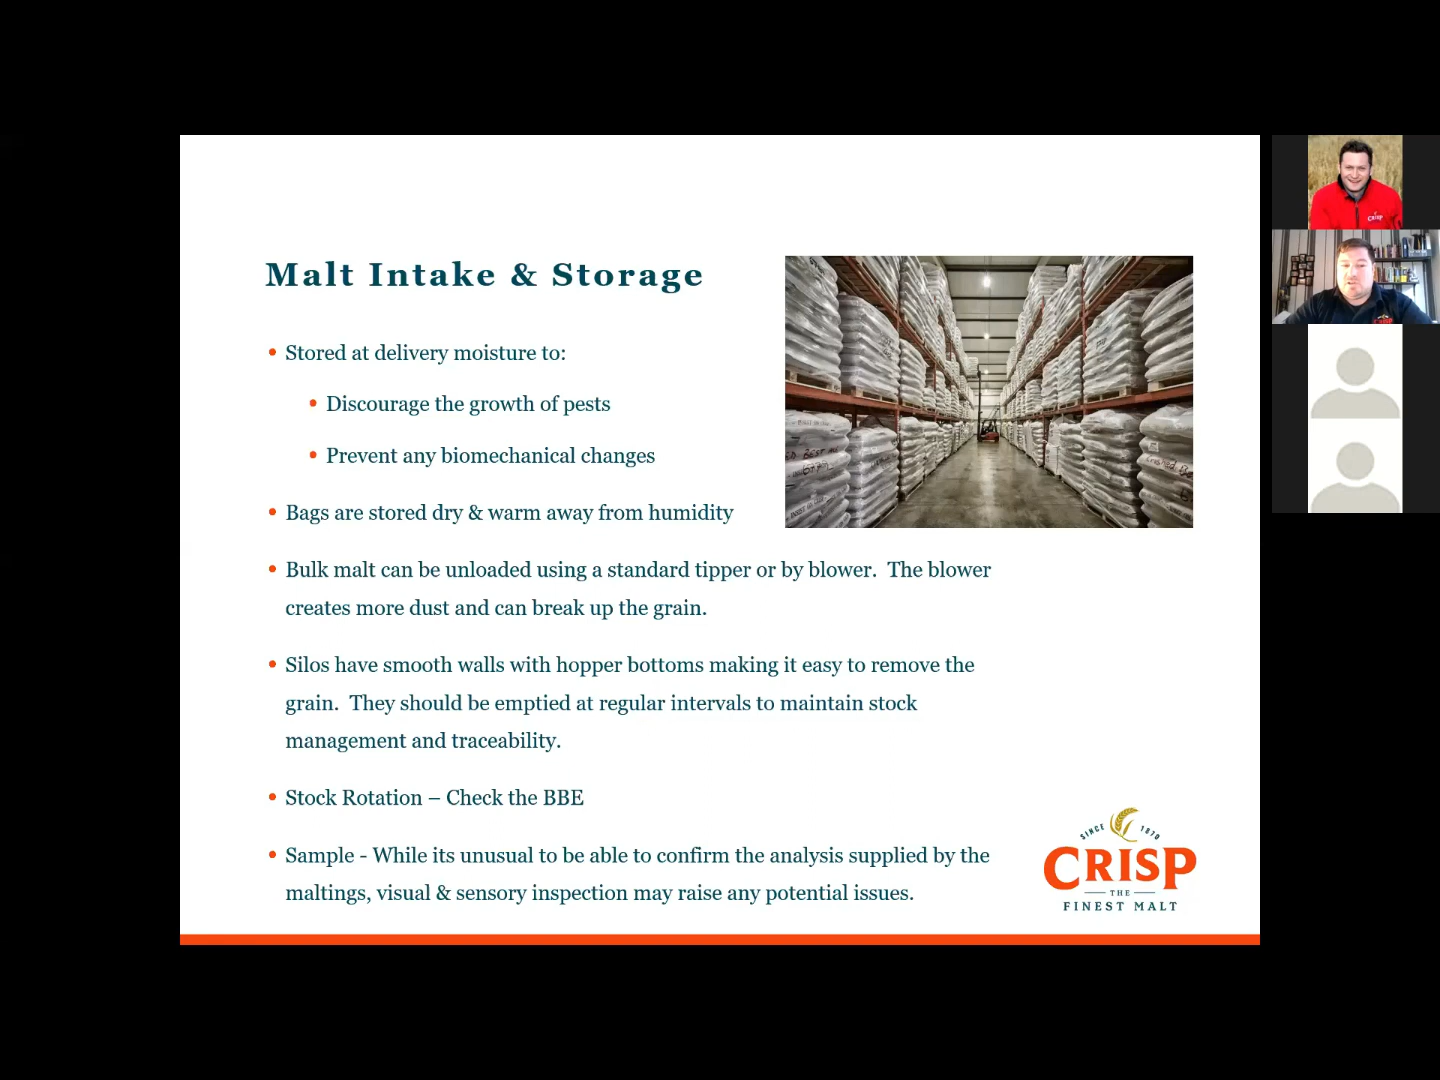 Malt Intake & Storage
Stored at delivery moisture to:
Discourage the growth of pests
Prevent any biomechanical changes
Bags are stored dry & warm away from humidity
Bulk malt can be unloaded using a standard tipper or by blower.  The blower
creates more dust and can break up the grain.
Silos have smooth walls with hopper bottoms making it easy to remove the
grain.  They should be emptied at regular intervals to maintain stock
management and traceability.
Stock Rotation – Check the BBE
Sample - While its unusual to be able to confirm the analysis supplied by the
maltings, visual & sensory inspection may raise any potential issues.
SINCE 1870
CRISP
THE
FINEST MALT
CRISP
CRISP